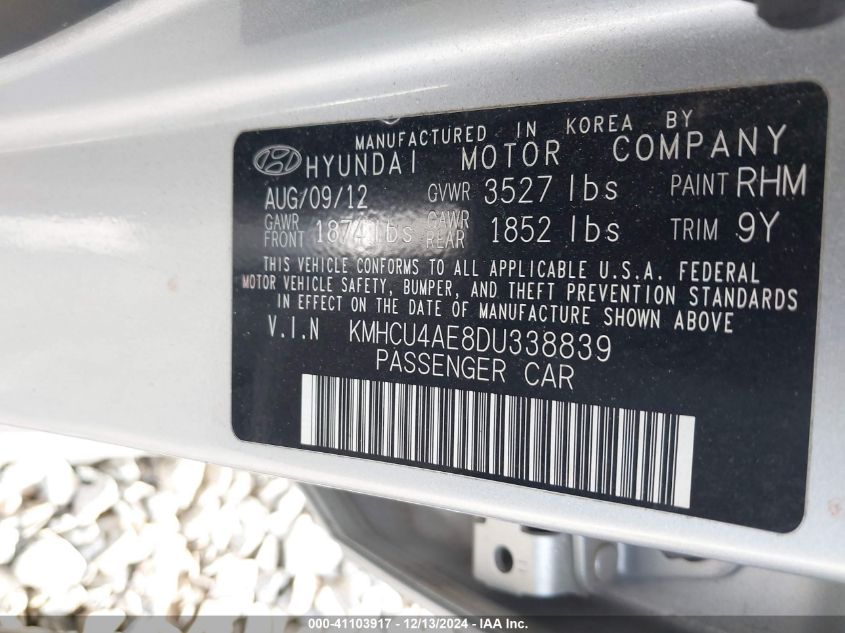 MANUFACTURED IN KOREA BY
HYUNDAI MOTOR COMPANY
AUG/09/12 GVWR 3527 lbs PAINT RHM
GAWR FRONT 1874 lbs GAWR REAR 1852 lbs TRIM 9Y
THIS VEHICLE CONFORMS TO ALL APPLICABLE U.S.A. FEDERAL
MOTOR VEHICLE SAFETY, BUMPER, AND THEFT PREVENTION STANDARDS
IN EFFECT ON THE DATE OF MANUFACTURE SHOWN ABOVE
V.I.N KMHCU4AE8DU338839
PASSENGER CAR
000-41103917 - 12/13/2024 - IAA Inc.